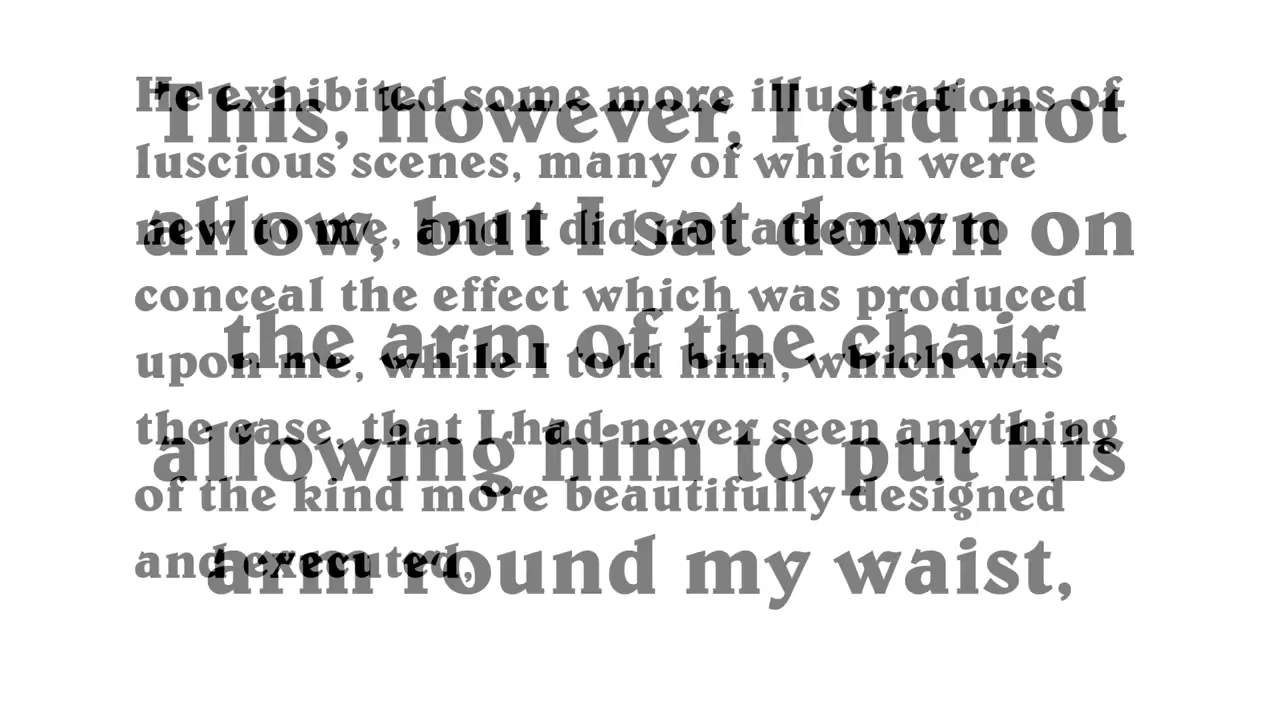 He exhibited some more illustrations of
luscious scenes, many of which were
new to me, and I did not attempt to
conceal the effect which was produced
upon me, while I told him, which was
the case, that I had never seen anything
of the kind more beautifully designed
and executed,
This, however, I did not
allow, but I sat down on
the arm of the chair
allowing him to put his
arm round my waist,